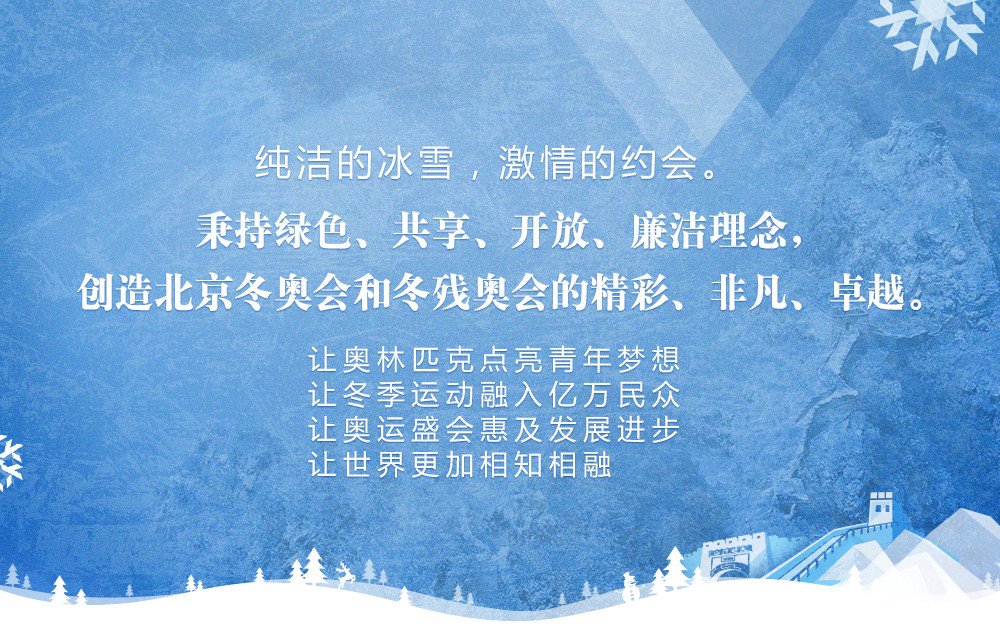 纯洁的冰雪，激情的约会。
秉持绿色、共享、开放、廉洁理念，
创造北京冬奥会和冬残奥会的精彩、非凡、卓越。
让奥林匹克点亮青年梦想
让冬季运动融入亿万民众
让奥运盛会惠及发展进步
让世界更加相知相融